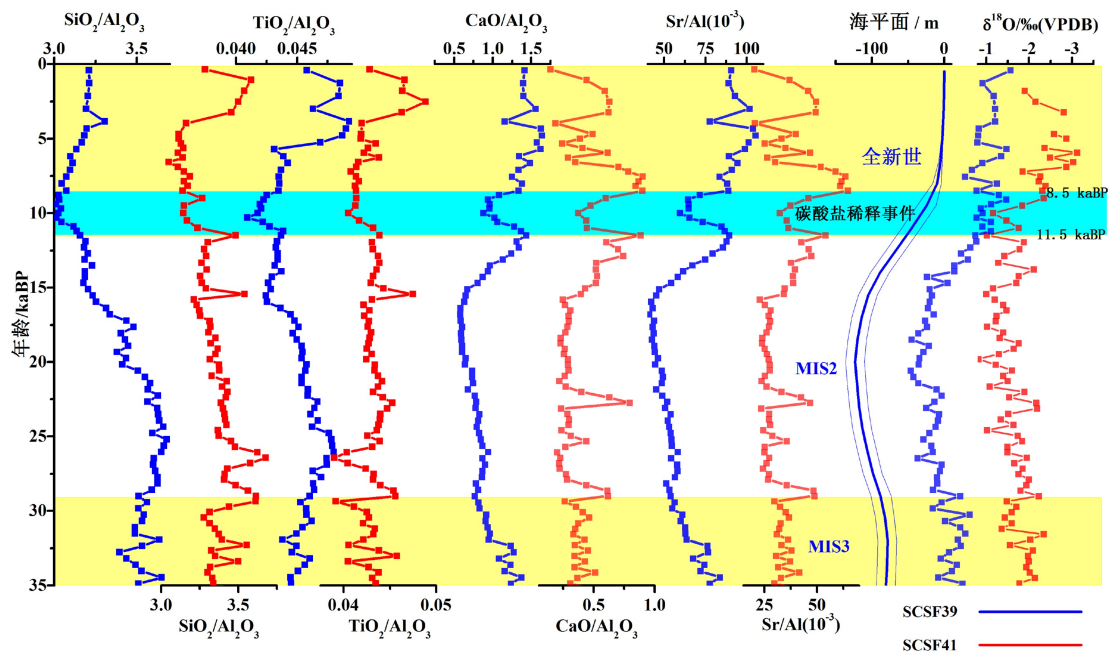 SiO₂/Al₂O₃ TiO₂/Al₂O₃ CaO/Al₂O₃ Sr/Al(10⁻³) 海平面 / m δ¹⁸O/‰(VPDB)
3.0 3.5 0.040 0.045 0.5 1.0 1.5 50 75 100 -100 0 -1 -2 -3
0
5
全新世
8.5 kaBP
10
碳酸盐稀释事件
11.5 kaBP
15
年龄/kaBP
20
MIS2
25
30
MIS3
35
3.0 3.5 0.04 0.05 0.5 1.0 25 50
SiO₂/Al₂O₃ TiO₂/Al₂O₃ CaO/Al₂O₃ Sr/Al(10⁻³)
SCSF39
SCSF41